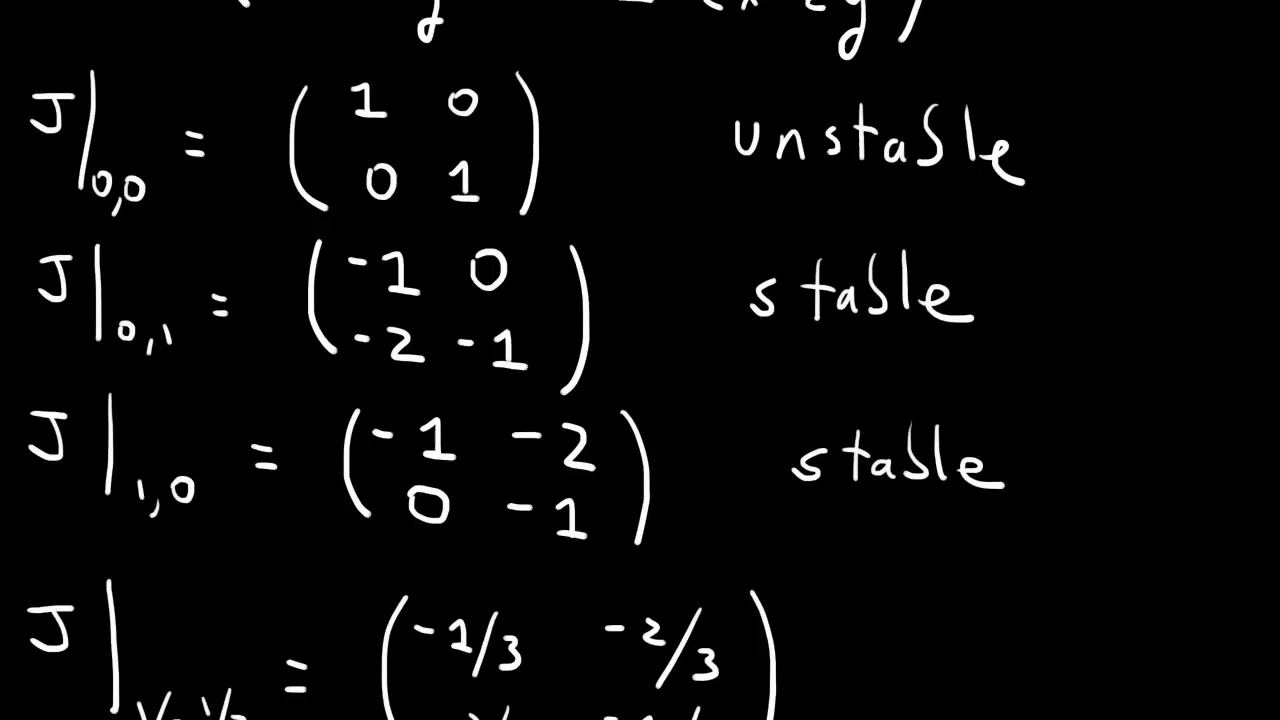 J|0,0 = ( 1 0 unstable
0 1 )
J|0,1 = ( -1 0 stable
-2 -1 )
J|1,0 = ( -1 -2 stable
0 -1 )
J| = ( -1/3 -2/3 )